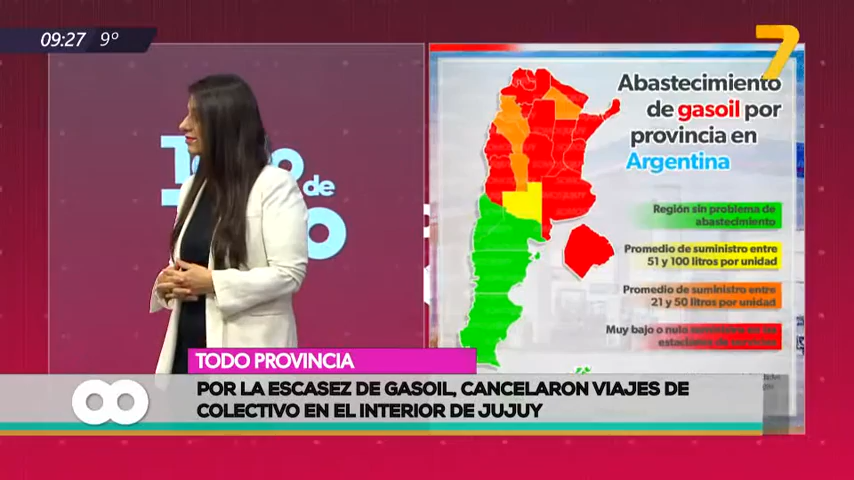 09:27 9°
7
Abastecimiento
de gasoil por
provincia en
Argentina
Región sin problema de
abastecimiento
Promedio de suministro entre
51 y 100 litros por unidad
Promedio de suministro entre
21 y 50 litros por unidad
Muy bajo o nulo suministro en las
estaciones de servicios
de
TODO PROVINCIA
POR LA ESCASEZ DE GASOIL, CANCELARON VIAJES DE
COLECTIVO EN EL INTERIOR DE JUJUY